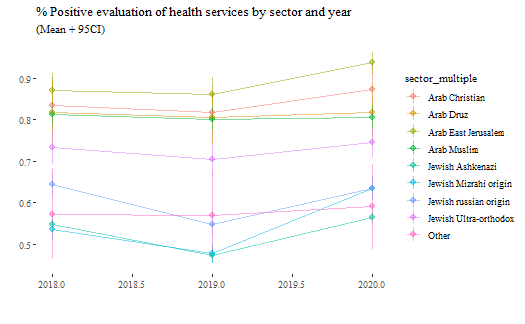 % Positive evaluation of health services by sector and year
(Mean + 95CI)
0.9
0.8
0.7
0.6
0.5
2018.0
2018.5
2019.0
2019.5
2020.0
sector_multiple
Arab Christian
Arab Druz
Arab East Jerusalem
Arab Muslim
Jewish Ashkenazi
Jewish Mizrahi origin
Jewish russian origin
Jewish Ultra-orthodox
Other